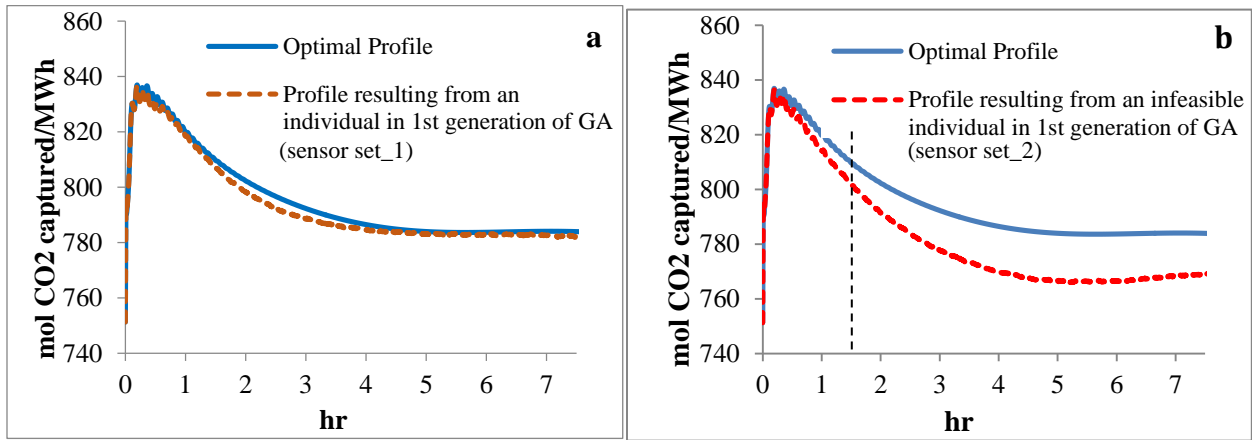 a
Optimal Profile
Profile resulting from an
individual in 1st generation of GA
(sensor set_1)
mol CO2 captured/MWh
860
840
820
800
780
760
740
0 1 2 3 4 5 6 7
hr
b
Optimal Profile
Profile resulting from an infeasible
individual in 1st generation of GA
(sensor set_2)
mol CO2 captured/MWh
860
840
820
800
780
760
740
0 1 2 3 4 5 6 7
hr